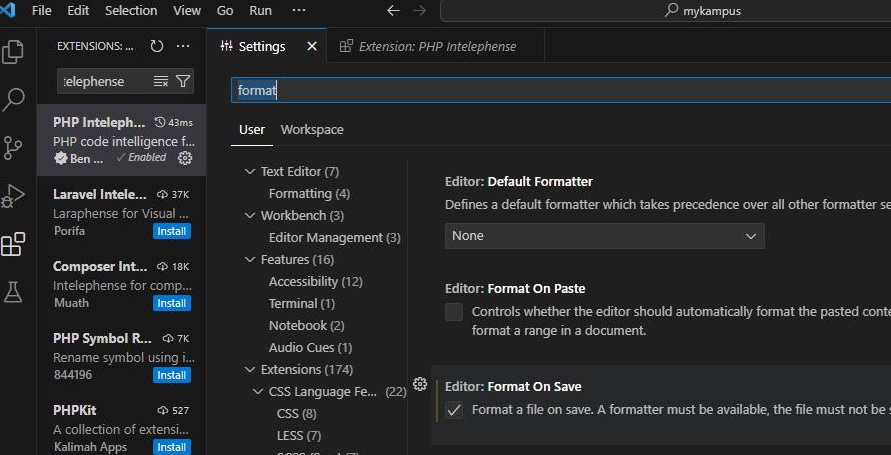 File Edit Selection View Go Run ···
mykampus
EXTENSIONS: ...
telephense
PHP Inteleph... 43ms
PHP code intelligence f...
Ben ... Enabled
Laravel Intele... 37K
Laraphense for Visual ...
Porifa Install
Composer Int... 18K
Intelephense for comp...
Muath Install
PHP Symbol R... 7K
Rename symbol using i...
844196 Install
PHPKit 527
A collection of extensi...
Kalimah Apps Install
Settings
Extension: PHP Intelephense
format
User Workspace
Text Editor (7)
Formatting (4)
Workbench (3)
Editor Management (3)
Features (16)
Accessibility (12)
Terminal (1)
Notebook (2)
Audio Cues (1)
Extensions (174)
CSS Language Fe... (22)
CSS (8)
LESS (7)
Editor: Default Formatter
Defines a default formatter which takes precedence over all other formatter se
None
Editor: Format On Paste
Controls whether the editor should automatically format the pasted conte
format a range in a document.
Editor: Format On Save
Format a file on save. A formatter must be available, the file must not be s